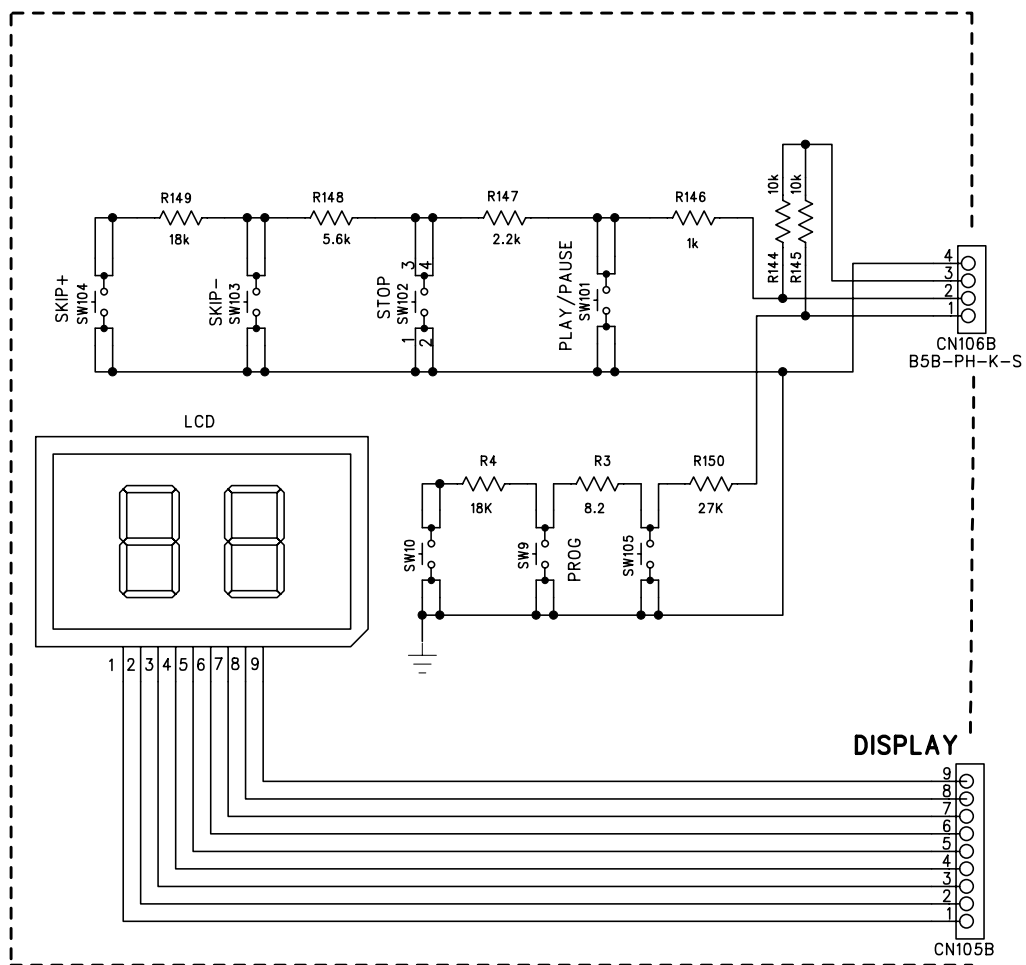 R149
R148
R147
R146
18k
5.6k
2.2k
1k
10k
10k
R144
R145
SKIP+
SW104
SKIP-
SW103
STOP
SW102
3
4
1
2
PLAY/PAUSE
SW101
4
3
2
1
CN106B
B5B-PH-K-S
LCD
R4
R3
R150
18K
8.2
27K
SW10
SW9
PROG
SW105
1 2 3 4 5 6 7 8 9
DISPLAY
9
8
7
6
5
4
3
2
1
CN105B